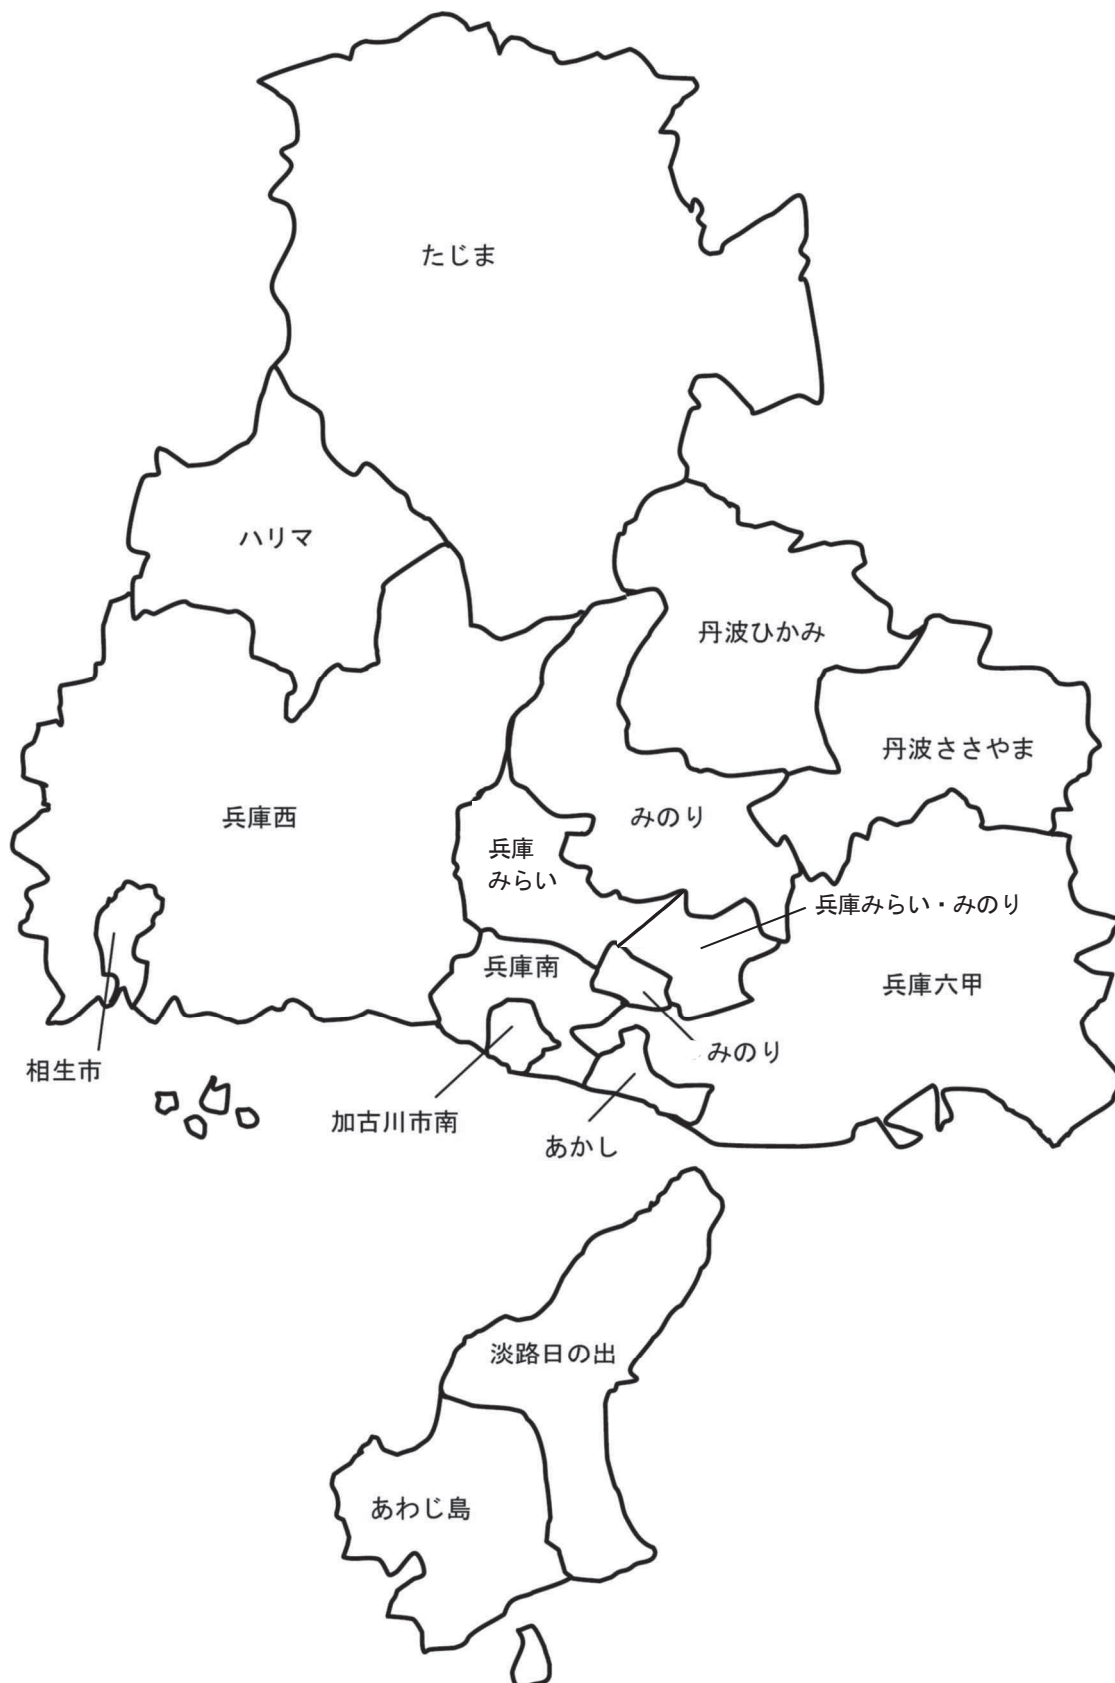 たじま
ハリマ
丹波ひかみ
丹波ささやま
兵庫西
みのり
兵庫
みらい
兵庫みらい・みのり
兵庫南
兵庫六甲
みのり
相生市
加古川市南
あかし
淡路日の出
あわじ島